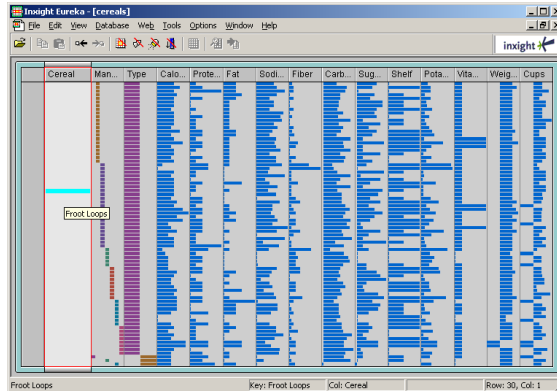 Inxight Eureka - [cereals]
File Edit View Database Web Tools Options Window Help
inxight
Cereal Man... Type Calo... Prote... Fat Sodi... Fiber Carb... Sug... Shelf Pota... Vita... Weig... Cups
Froot Loops
Froot Loops Key: Froot Loops Col: Cereal Row: 30, Col: 1